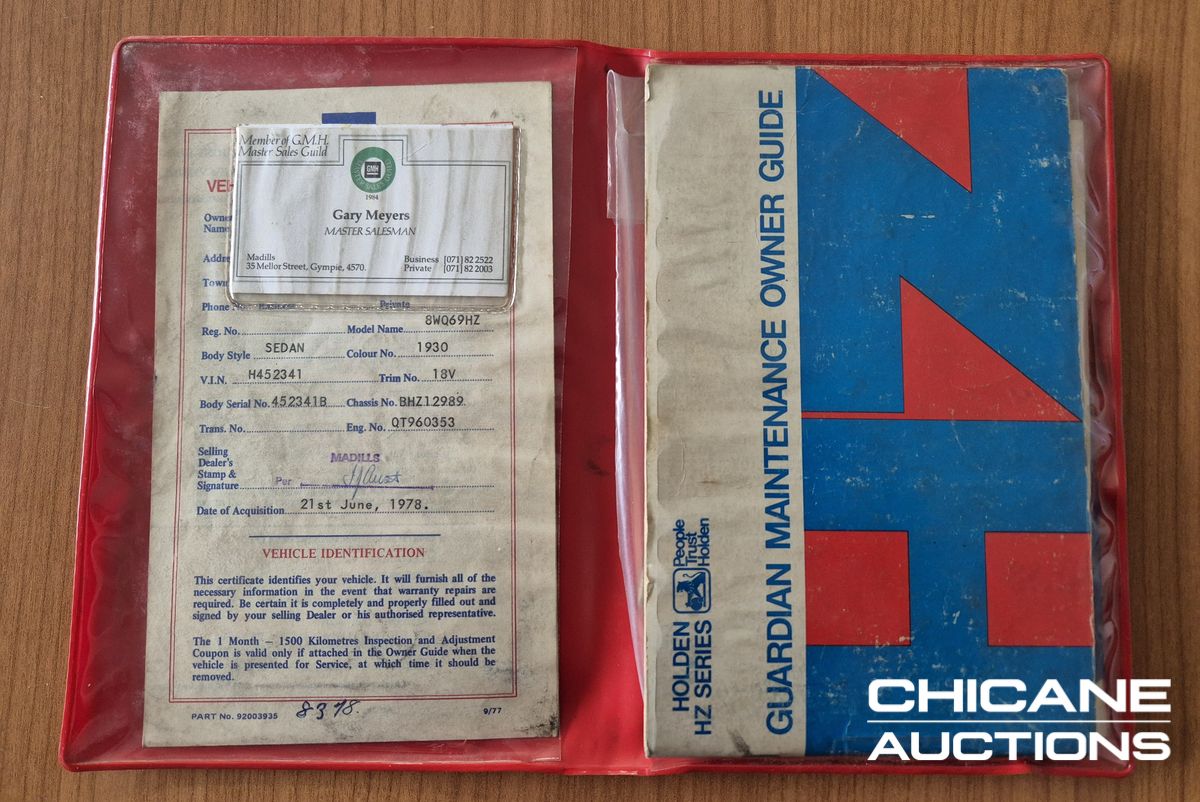 Member of G.M.H.
Master Sales Guild
GMH
MASTER SALES GUILD
1984
Gary Meyers
MASTER SALESMAN
Madills
35 Mellor Street, Gympie, 4570.
Business (071) 82 2522
Private (071) 82 2003
VEH
Owner
Name
Addre
Town
Phone No. Business Private
Reg. No. Model Name 8WQ69HZ
Body Style SEDAN Colour No. 1930
V.I.N. H452341 Trim No. 18V
Body Serial No. 452341B Chassis No. BHZ12989
Trans. No. Eng. No. QT960353
Selling
Dealer's
Stamp &
Signature
MADILLS
Per
Date of Acquisition 21st June, 1978.
VEHICLE IDENTIFICATION
This certificate identifies your vehicle. It will furnish all of the
necessary information in the event that warranty repairs are
required. Be certain it is completely and properly filled out and
signed by your selling Dealer or his authorised representative.
The 1 Month — 1500 Kilometres Inspection and Adjustment
Coupon is valid only if attached in the Owner Guide when the
vehicle is presented for Service, at which time it should be
removed.
PART No. 92003935
8378.
9/77
GUARDIAN MAINTENANCE OWNER GUIDE
HOLDEN
HZ SERIES
People
Trust
Holden
HZ
CHICANE
AUCTIONS